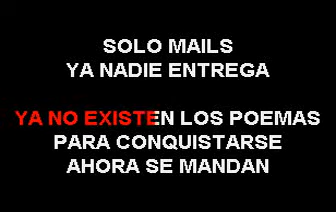 SOLO MAILS
YA NADIE ENTREGA
YA NO EXISTEN LOS POEMAS
PARA CONQUISTARSE
AHORA SE MANDAN